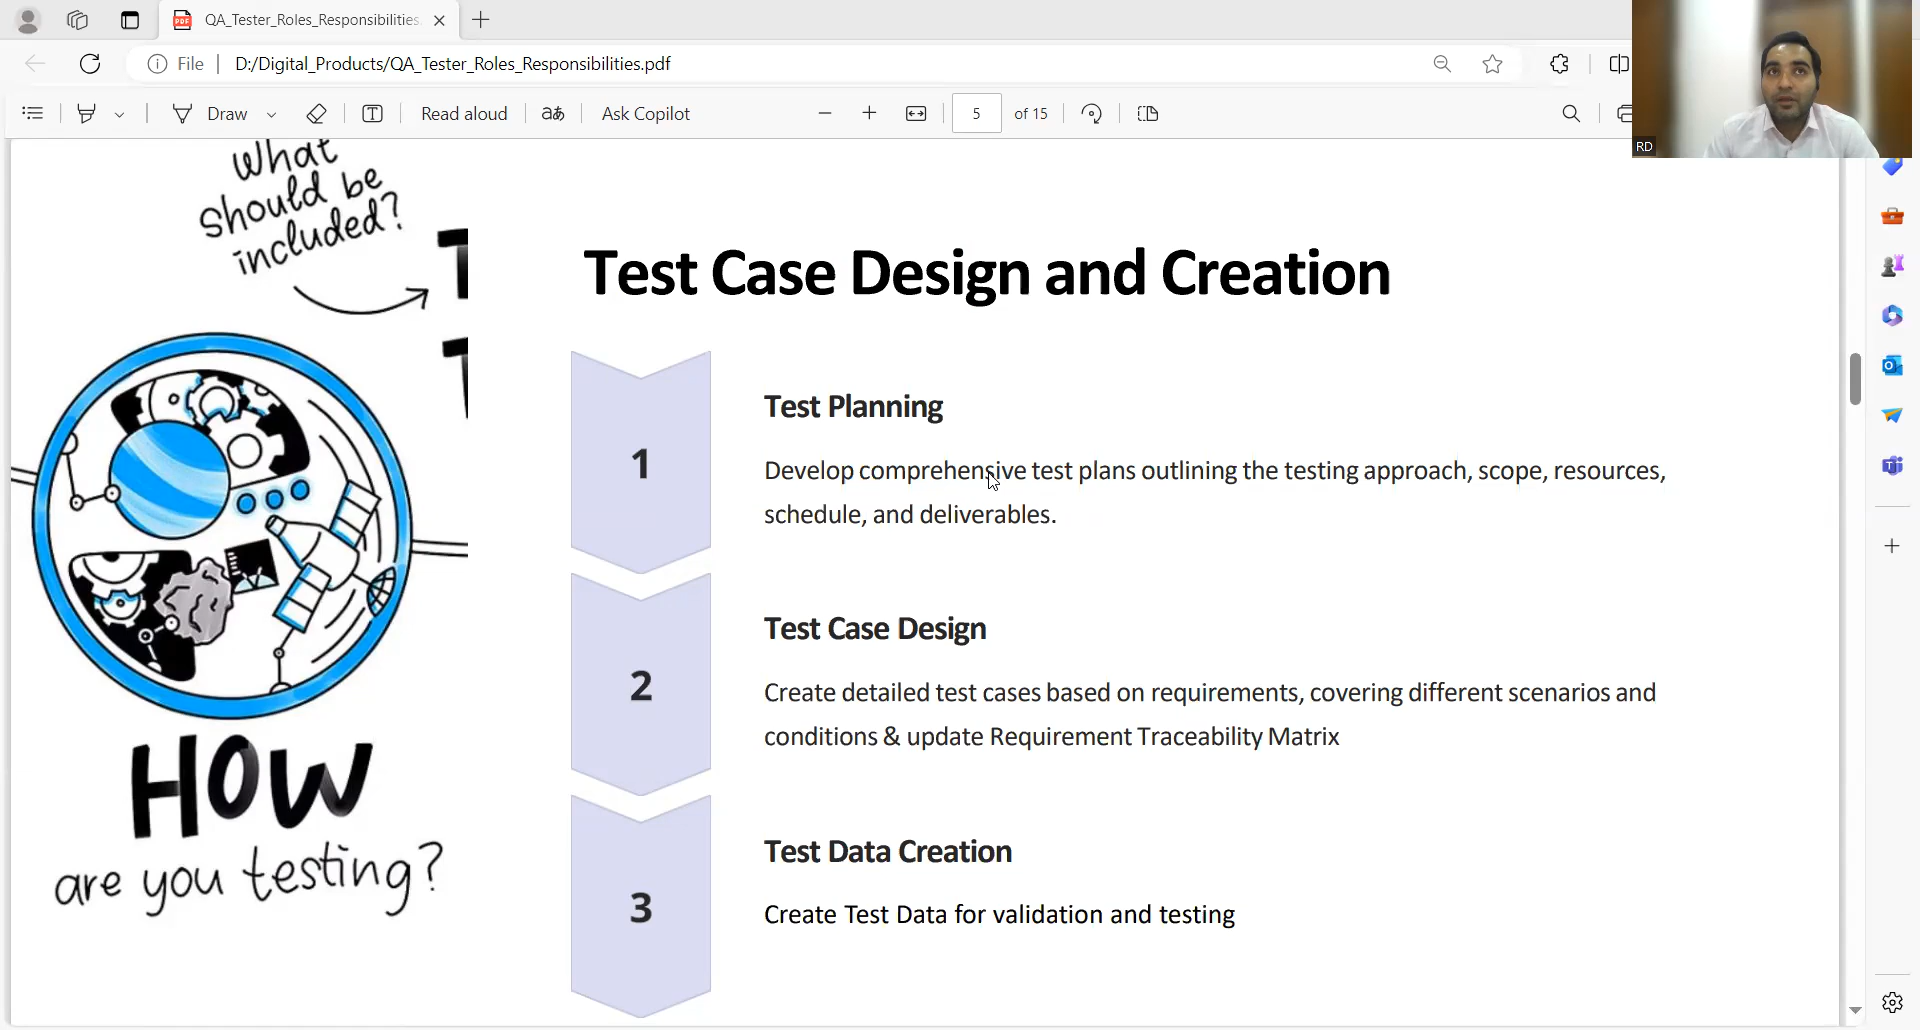 QA_Tester_Roles_Responsibilities.
File
D:/Digital_Products/QA_Tester_Roles_Responsibilities.pdf
Draw
Read aloud
aあ
Ask Copilot
5
of 15
RD
what
should be
included?
Test Case Design and Creation
1
Test Planning
Develop comprehensive test plans outlining the testing approach, scope, resources,
schedule, and deliverables.
2
Test Case Design
Create detailed test cases based on requirements, covering different scenarios and
conditions & update Requirement Traceability Matrix
3
Test Data Creation
Create Test Data for validation and testing
HOW
are you testing?